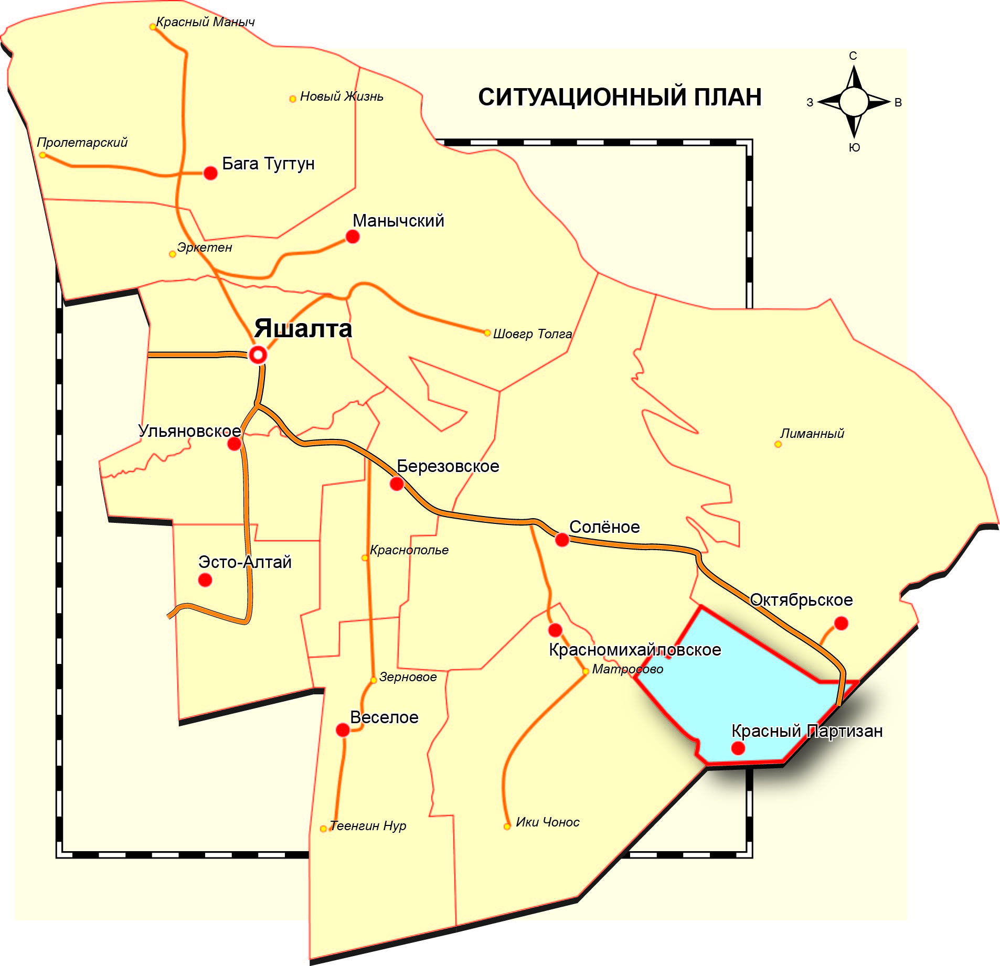 Красный Маныч
С
СИТУАЦИОННЫЙ ПЛАН
З
В
Новый Жизнь
Пролетарский
Ю
Бага Тугтун
Манычский
Эркетен
Яшалта
Шовгр Толга
Ульяновское
Лиманный
Березовское
Солёное
Краснополье
Эсто-Алтай
Октябрьское
Красномихайловское
Матросово
Зерновое
Веселое
Красный Партизан
Ики Чонос
Теенгин Нур